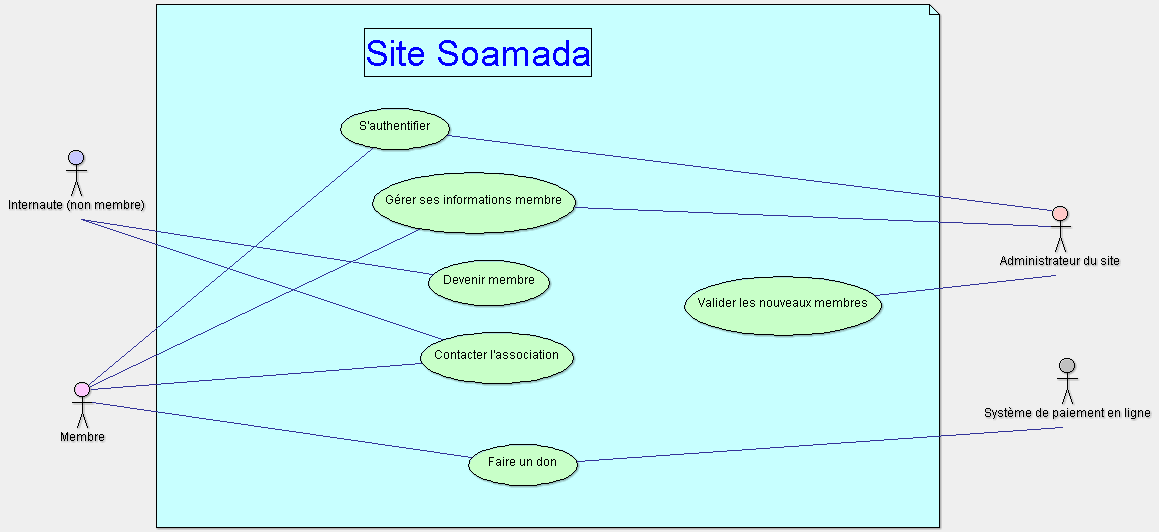 Site Soamada
S'authentifier
Internaute (non membre)
Gérer ses informations membre
Administrateur du site
Devenir membre
Valider les nouveaux membres
Contacter l'association
Système de paiement en ligne
Membre
Faire un don